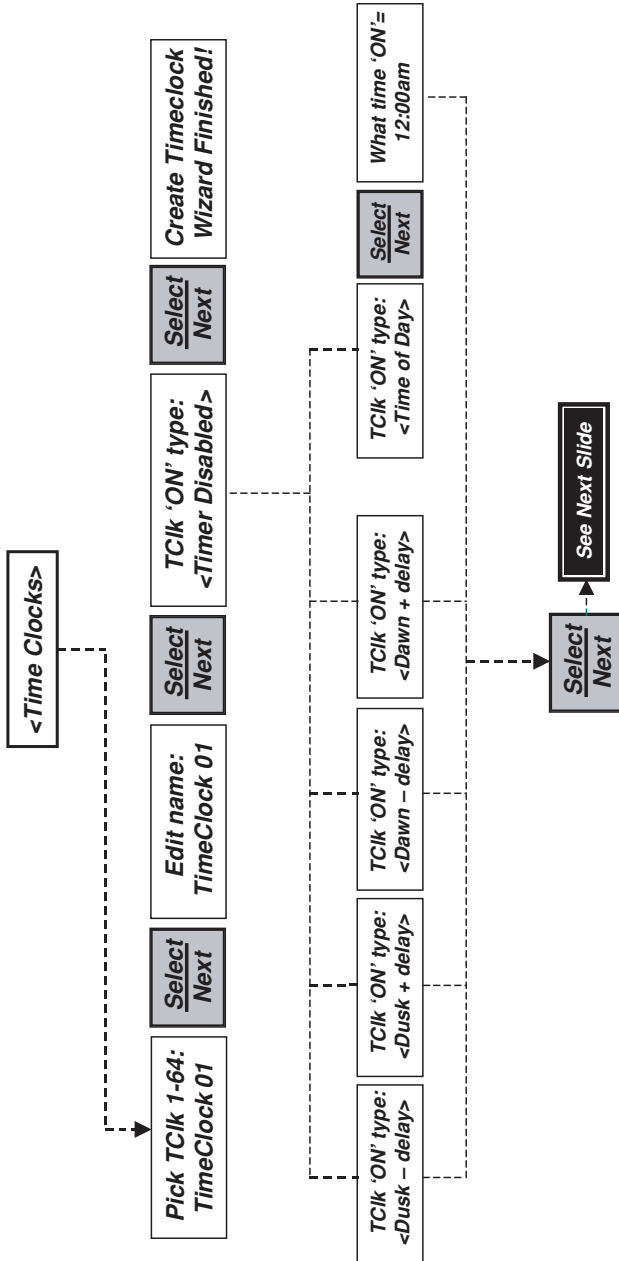 <Time Clocks>
Pick TClk 1-64:
TimeClock 01
Select
Next
Edit name:
TimeClock 01
Select
Next
TClk ‘ON’ type:
<Timer Disabled>
Select
Next
Create Timeclock
Wizard Finished!
TClk ‘ON’ type:
<Dusk – delay>
TClk ‘ON’ type:
<Dusk + delay>
TClk ‘ON’ type:
<Dawn – delay>
TClk ‘ON’ type:
<Dawn + delay>
TClk ‘ON’ type:
<Time of Day>
Select
Next
What time ‘ON’=
12:00am
Select
Next
See Next Slide